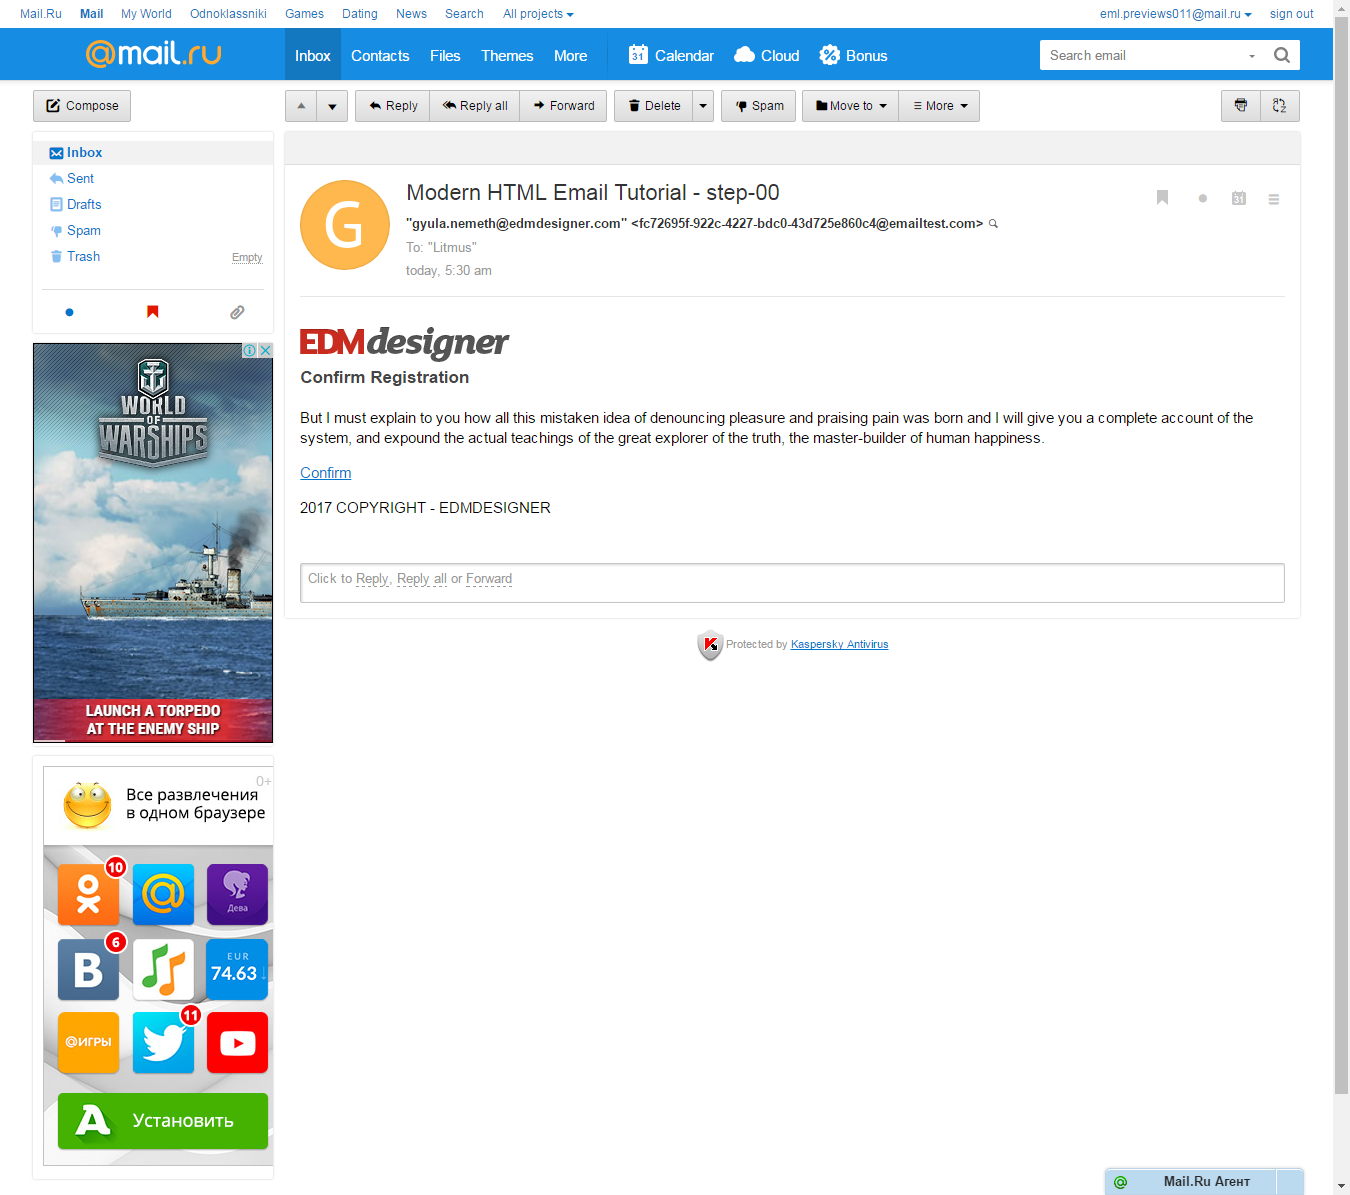 Mail.Ru Mail My World Odnoklassniki Games Dating News Search All projects eml.previews011@mail.ru sign out
@mail.ru Inbox Contacts Files Themes More 31 Calendar Cloud Bonus Search email
Compose Reply Reply all Forward Delete Spam Move to More
Inbox
Sent
Drafts
Spam
Trash Empty
Modern HTML Email Tutorial - step-00
G
31
"gyula.nemeth@edmdesigner.com" <fc72695f-922c-4227-bdc0-43d725e860c4@emailtest.com>
To: "Litmus"
today, 5:30 am
EDMdesigner
Confirm Registration
But I must explain to you how all this mistaken idea of denouncing pleasure and praising pain was born and I will give you a complete account of the
system, and expound the actual teachings of the great explorer of the truth, the master-builder of human happiness.
Confirm
2017 COPYRIGHT - EDMDESIGNER
Click to Reply, Reply all or Forward
Protected by Kaspersky Antivirus
WORLD
OF
WARSHIPS
LAUNCH A TORPEDO
AT THE ENEMY SHIP
0+
Все развлечения
в одном браузере
10
@
Дева
6
В
EUR
74.63↓
@ИГРЫ
11
Установить
@ Mail.Ru Агент